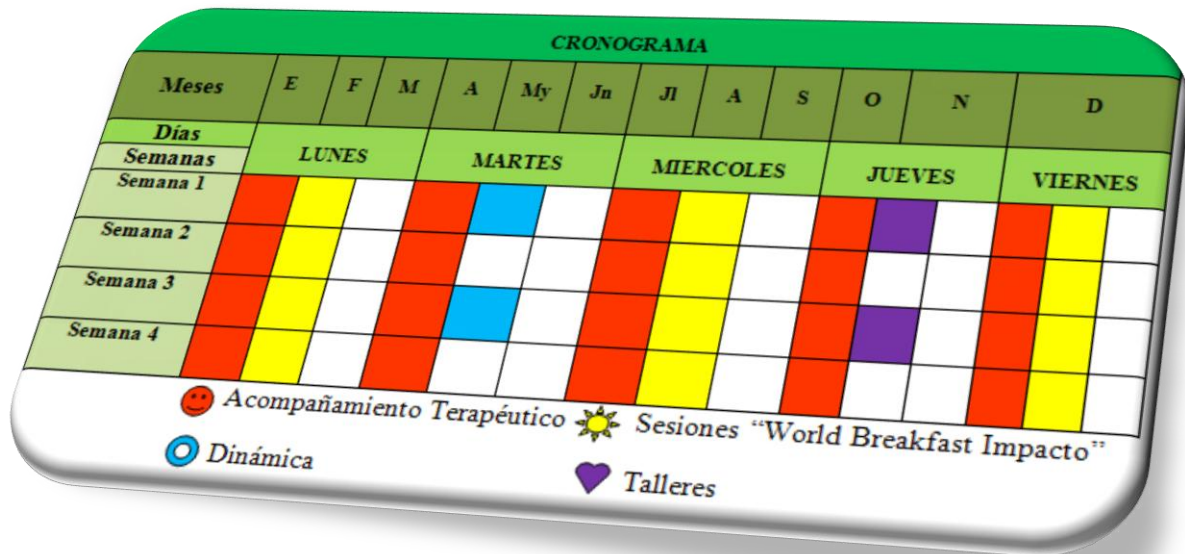 CRONOGRAMA
Meses E F M A My Jn Jl A S O N D
Días
Semanas LUNES MARTES MIERCOLES JUEVES VIERNES
Semana 1
Semana 2
Semana 3
Semana 4
Acompañamiento Terapéutico Sesiones “World Breakfast Impacto”
Dinámica Talleres